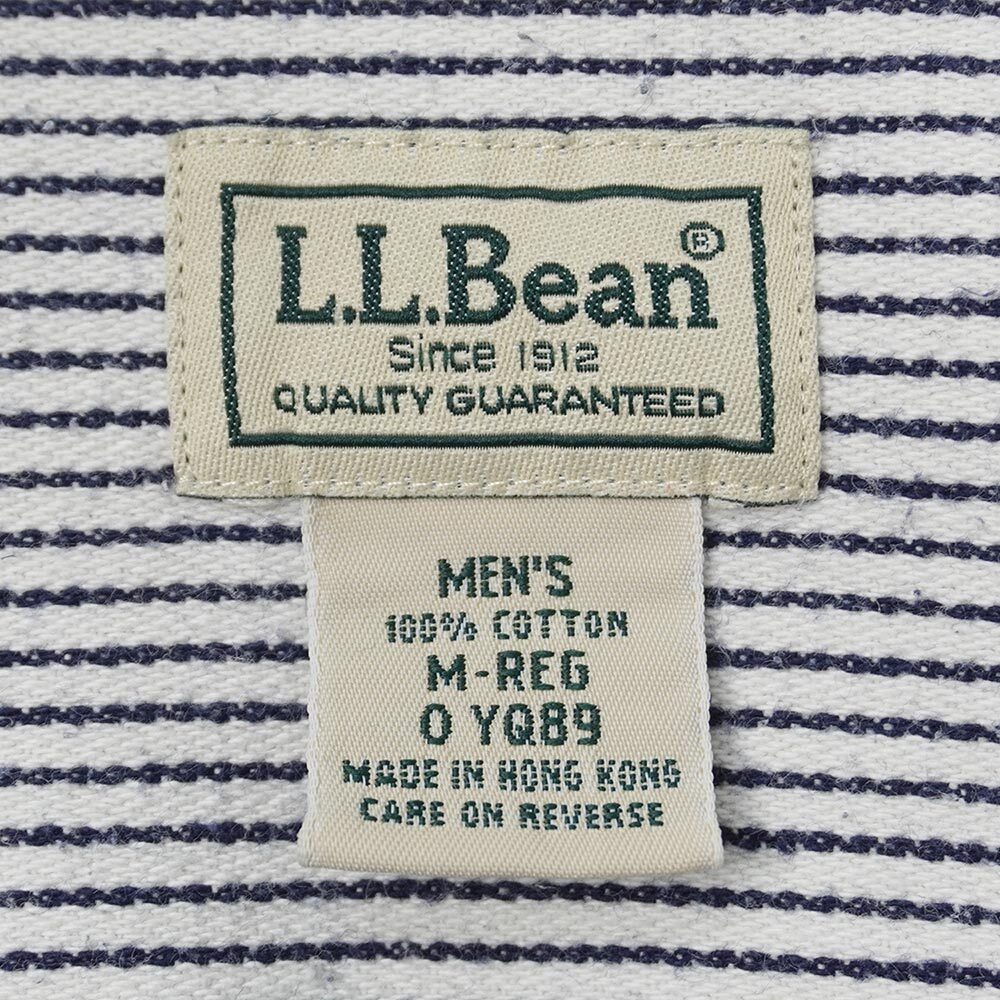 L.L.Bean®
Since 1912
QUALITY GUARANTEED
MEN'S
100% COTTON
M-REG
0 YQ89
MADE IN HONG KONG
CARE ON REVERSE